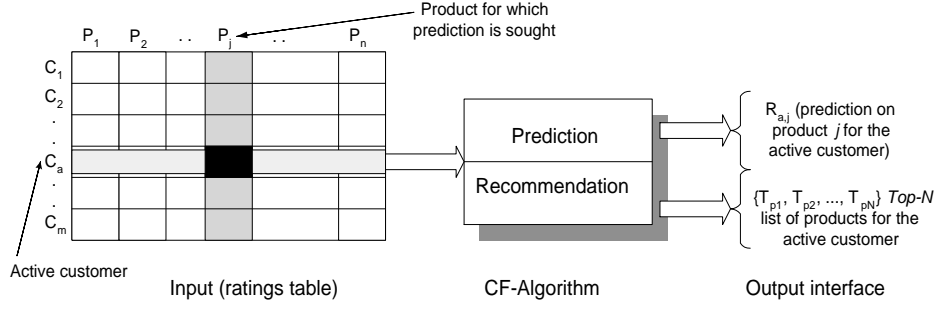 Product for which
prediction is sought
P1 P2 . . Pj . . Pn
C1
C2
.
.
Ca
.
.
Cm
Active customer
Input (ratings table)
Prediction
Recommendation
CF-Algorithm
Ra,j (prediction on
product j for the
active customer)
{Tp1, Tp2, ..., TpN} Top-N
list of products for the
active customer
Output interface